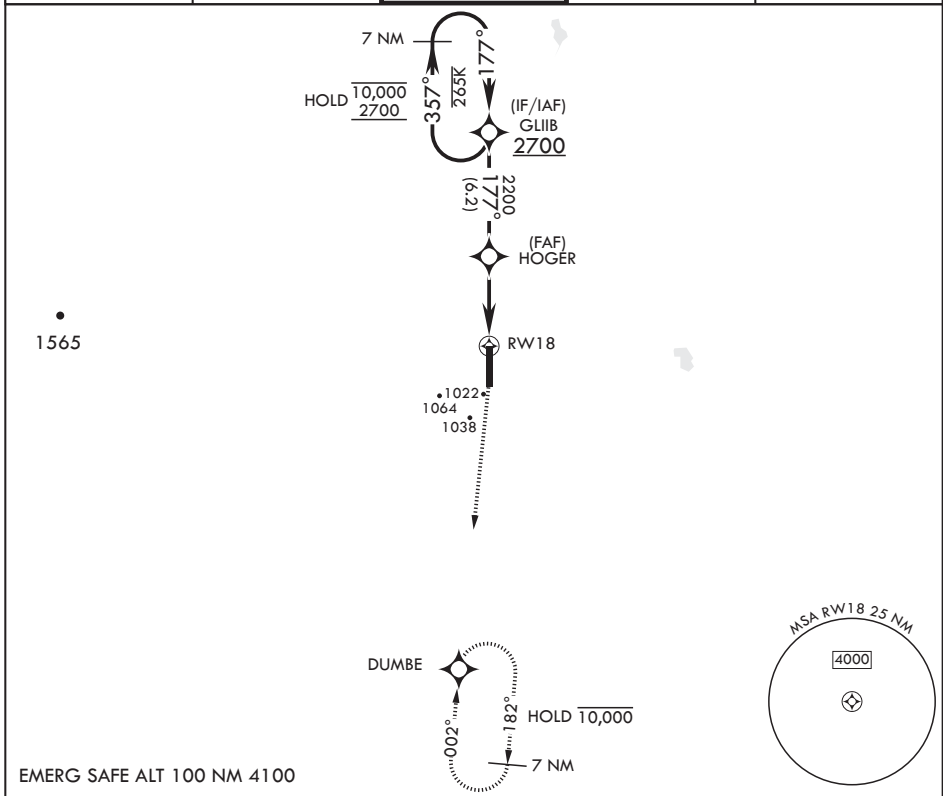 7 NM
177°
HOLD 10,000
2700
357°
265K
(IF/IAF)
GLIIB
2700
2200
177°
(6.2)
(FAF)
HOGER
1565
RW18
1022
1064
1038
MSA RW18 25 NM
4000
DUMBE
182°
HOLD 10,000
002°
7 NM
EMERG SAFE ALT 100 NM 4100